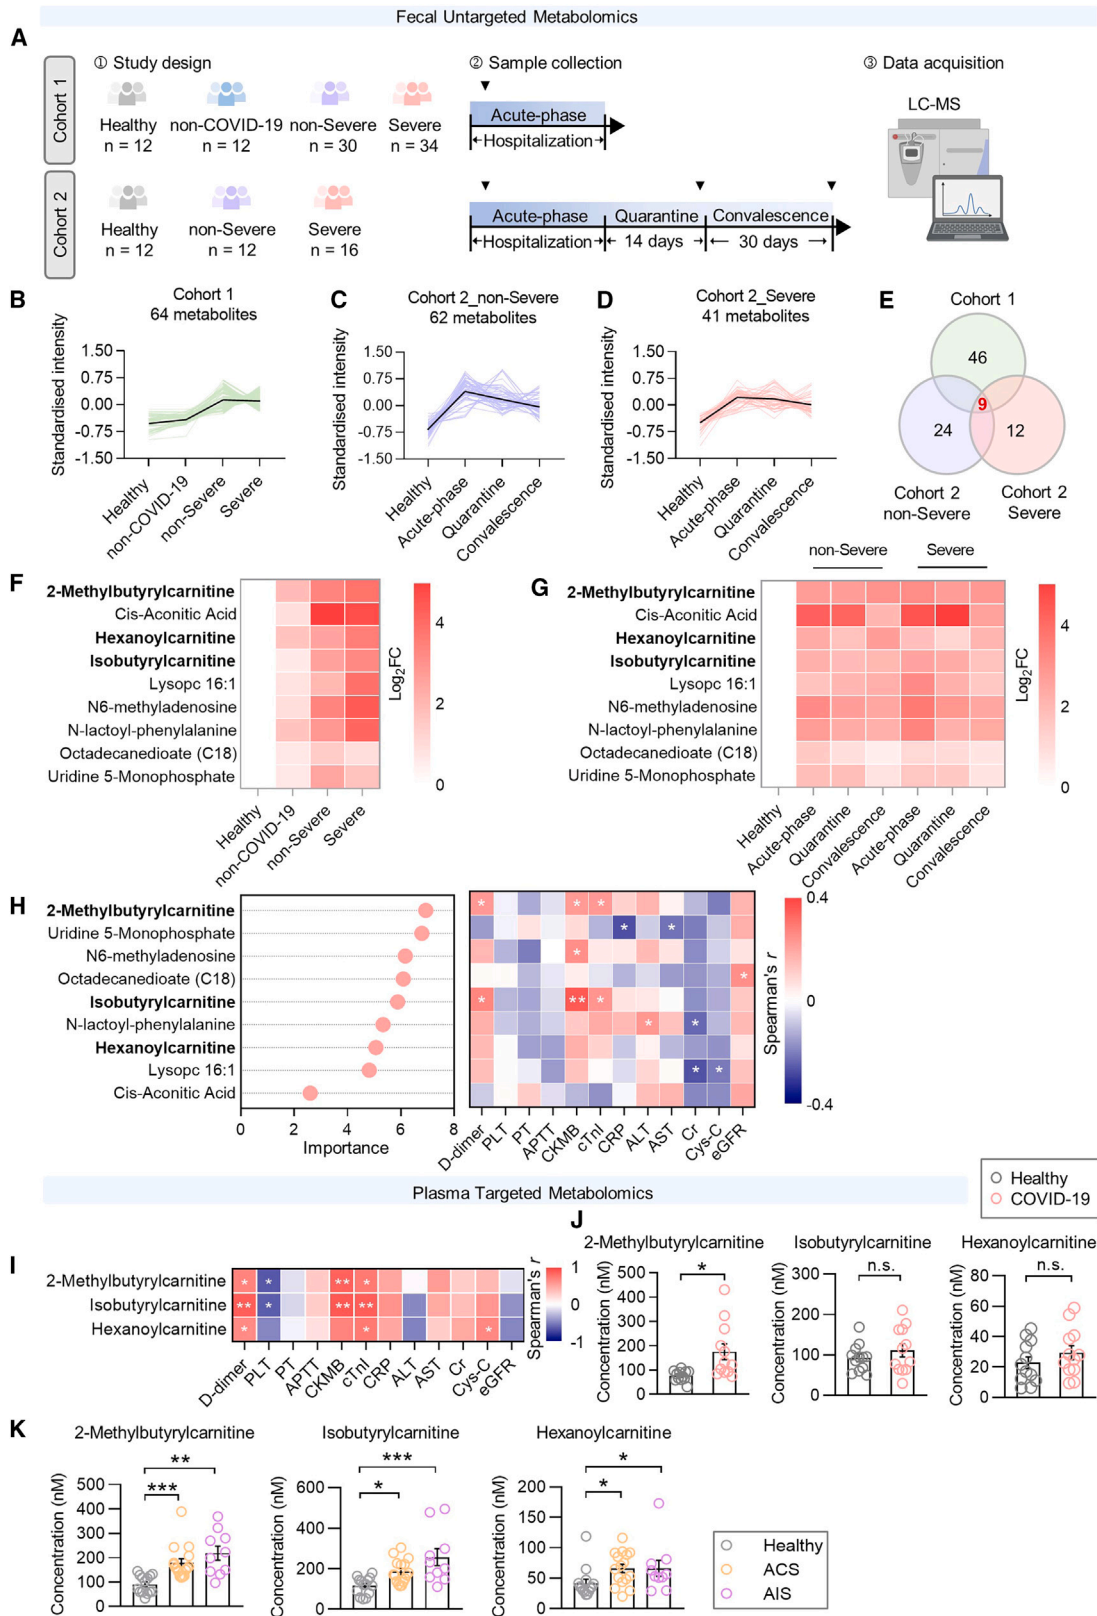 Fecal Untargeted Metabolomics
A
Cohort 1
① Study design
Healthy
n = 12
non-COVID-19
n = 12
non-Severe
n = 30
Severe
n = 34
② Sample collection
Acute-phase
Hospitalization
③ Data acquisition
LC-MS
Cohort 2
Healthy
n = 12
non-Severe
n = 12
Severe
n = 16
Acute-phase Quarantine Convalescence
Hospitalization 14 days 30 days
B
Cohort 1
64 metabolites
Standardised intensity
1.50
0.75
0.00
-0.75
-1.50
Healthy
non-COVID-19
non-Severe
Severe
C
Cohort 2_non-Severe
62 metabolites
Standardised intensity
1.50
0.75
0.00
-0.75
-1.50
Healthy
Acute-phase
Quarantine
Convalescence
D
Cohort 2_Severe
41 metabolites
Standardised intensity
1.50
0.75
0.00
-0.75
-1.50
Healthy
Acute-phase
Quarantine
Convalescence
E
Cohort 1
46
9
24
12
Cohort 2
non-Severe
Cohort 2
Severe
F
2-Methylbutyrylcarnitine
Cis-Aconitic Acid
Hexanoylcarnitine
Isobutyrylcarnitine
Lysopc 16:1
N6-methyladenosine
N-lactoyl-phenylalanine
Octadecanedioate (C18)
Uridine 5-Monophosphate
Healthy
non-COVID-19
non-Severe
Severe
4
2
0
Log2FC
G
non-Severe Severe
2-Methylbutyrylcarnitine
Cis-Aconitic Acid
Hexanoylcarnitine
Isobutyrylcarnitine
Lysopc 16:1
N6-methyladenosine
N-lactoyl-phenylalanine
Octadecanedioate (C18)
Uridine 5-Monophosphate
Healthy
Acute-phase
Quarantine
Convalescence
Acute-phase
Quarantine
Convalescence
4
2
0
Log2FC
H
2-Methylbutyrylcarnitine
Uridine 5-Monophosphate
N6-methyladenosine
Octadecanedioate (C18)
Isobutyrylcarnitine
N-lactoyl-phenylalanine
Hexanoylcarnitine
Lysopc 16:1
Cis-Aconitic Acid
0 2 4 6 8
Importance
* * *
* *
*
*
* ** *
* *
* *
D-dimer
PLT
PT
APTT
CKMB
cTnI
CRP
ALT
AST
Cr
Cys-C
eGFR
0.4
0
-0.4
Spearman's r
Plasma Targeted Metabolomics
Healthy
COVID-19
I
2-Methylbutyrylcarnitine
Isobutyrylcarnitine
Hexanoylcarnitine
* * ** *
** * ** **
* * *
D-dimer
PLT
PT
APTT
CKMB
cTnI
CRP
ALT
AST
Cr
Cys-C
eGFR
Spearman's r
1
0
-1
J
2-Methylbutyrylcarnitine
Concentration (nM)
500
400
300
200
100
0
*
Isobutyrylcarnitine
Concentration (nM)
300
200
100
0
n.s.
Hexanoylcarnitine
Concentration (nM)
80
60
40
20
0
n.s.
K
2-Methylbutyrylcarnitine
Concentration (nM)
500
400
300
200
100
0
**
***
Isobutyrylcarnitine
Concentration (nM)
600
400
200
0
***
*
Hexanoylcarnitine
Concentration (nM)
200
150
100
50
0
*
*
Healthy
ACS
AIS